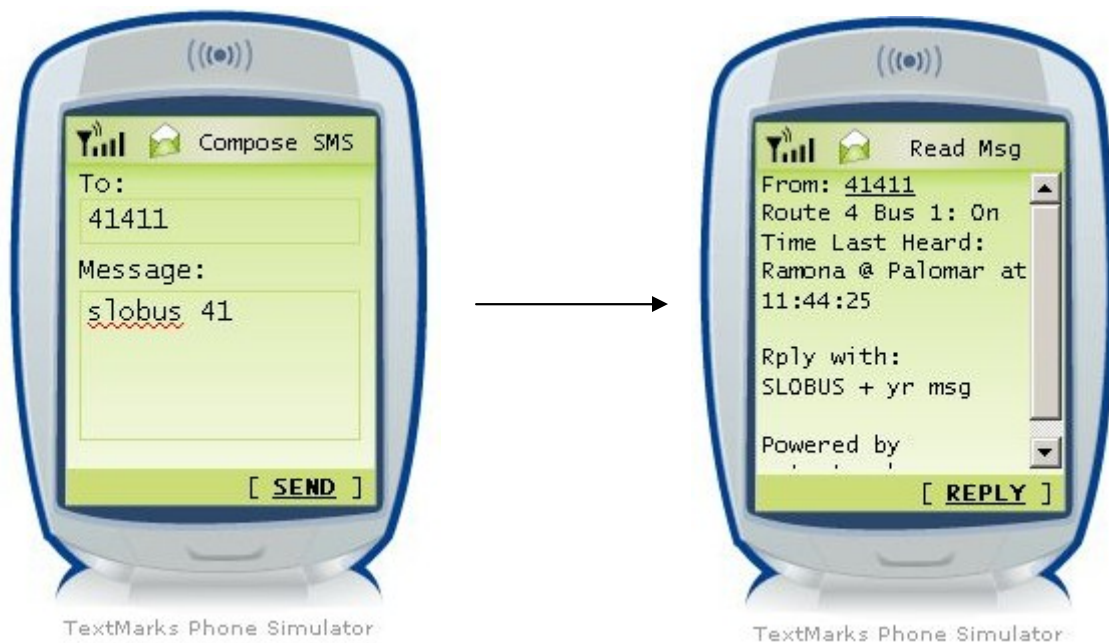 Compose SMS
To:
41411
Message:
slobus 41
[ SEND ]
TextMarks Phone Simulator
Read Msg
From: 41411
Route 4 Bus 1: On
Time Last Heard:
Ramona @ Palomar at
11:44:25
Rply with:
SLOBUS + yr msg
Powered by
[ REPLY ]
TextMarks Phone Simulator